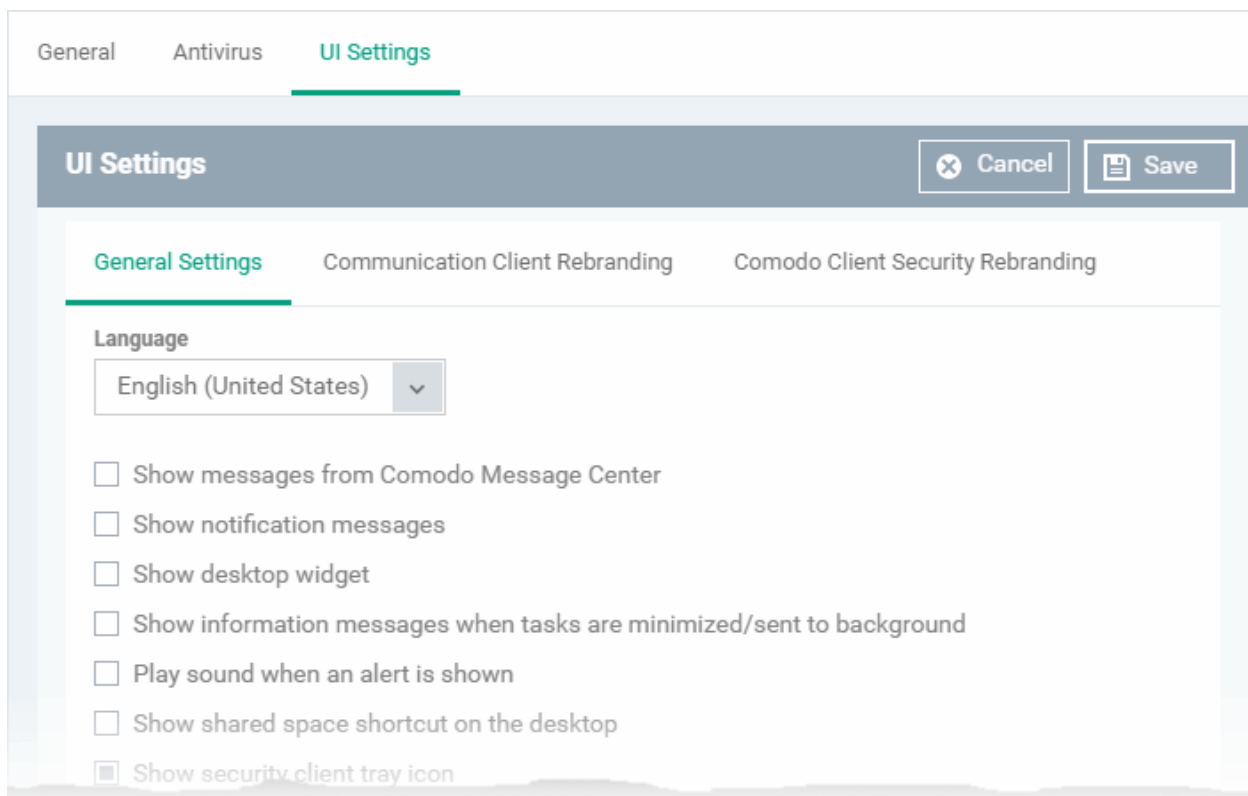 General Antivirus UI Settings
UI Settings Cancel Save
General Settings Communication Client Rebranding Comodo Client Security Rebranding
Language
English (United States)
Show messages from Comodo Message Center
Show notification messages
Show desktop widget
Show information messages when tasks are minimized/sent to background
Play sound when an alert is shown
Show shared space shortcut on the desktop
Show security client tray icon